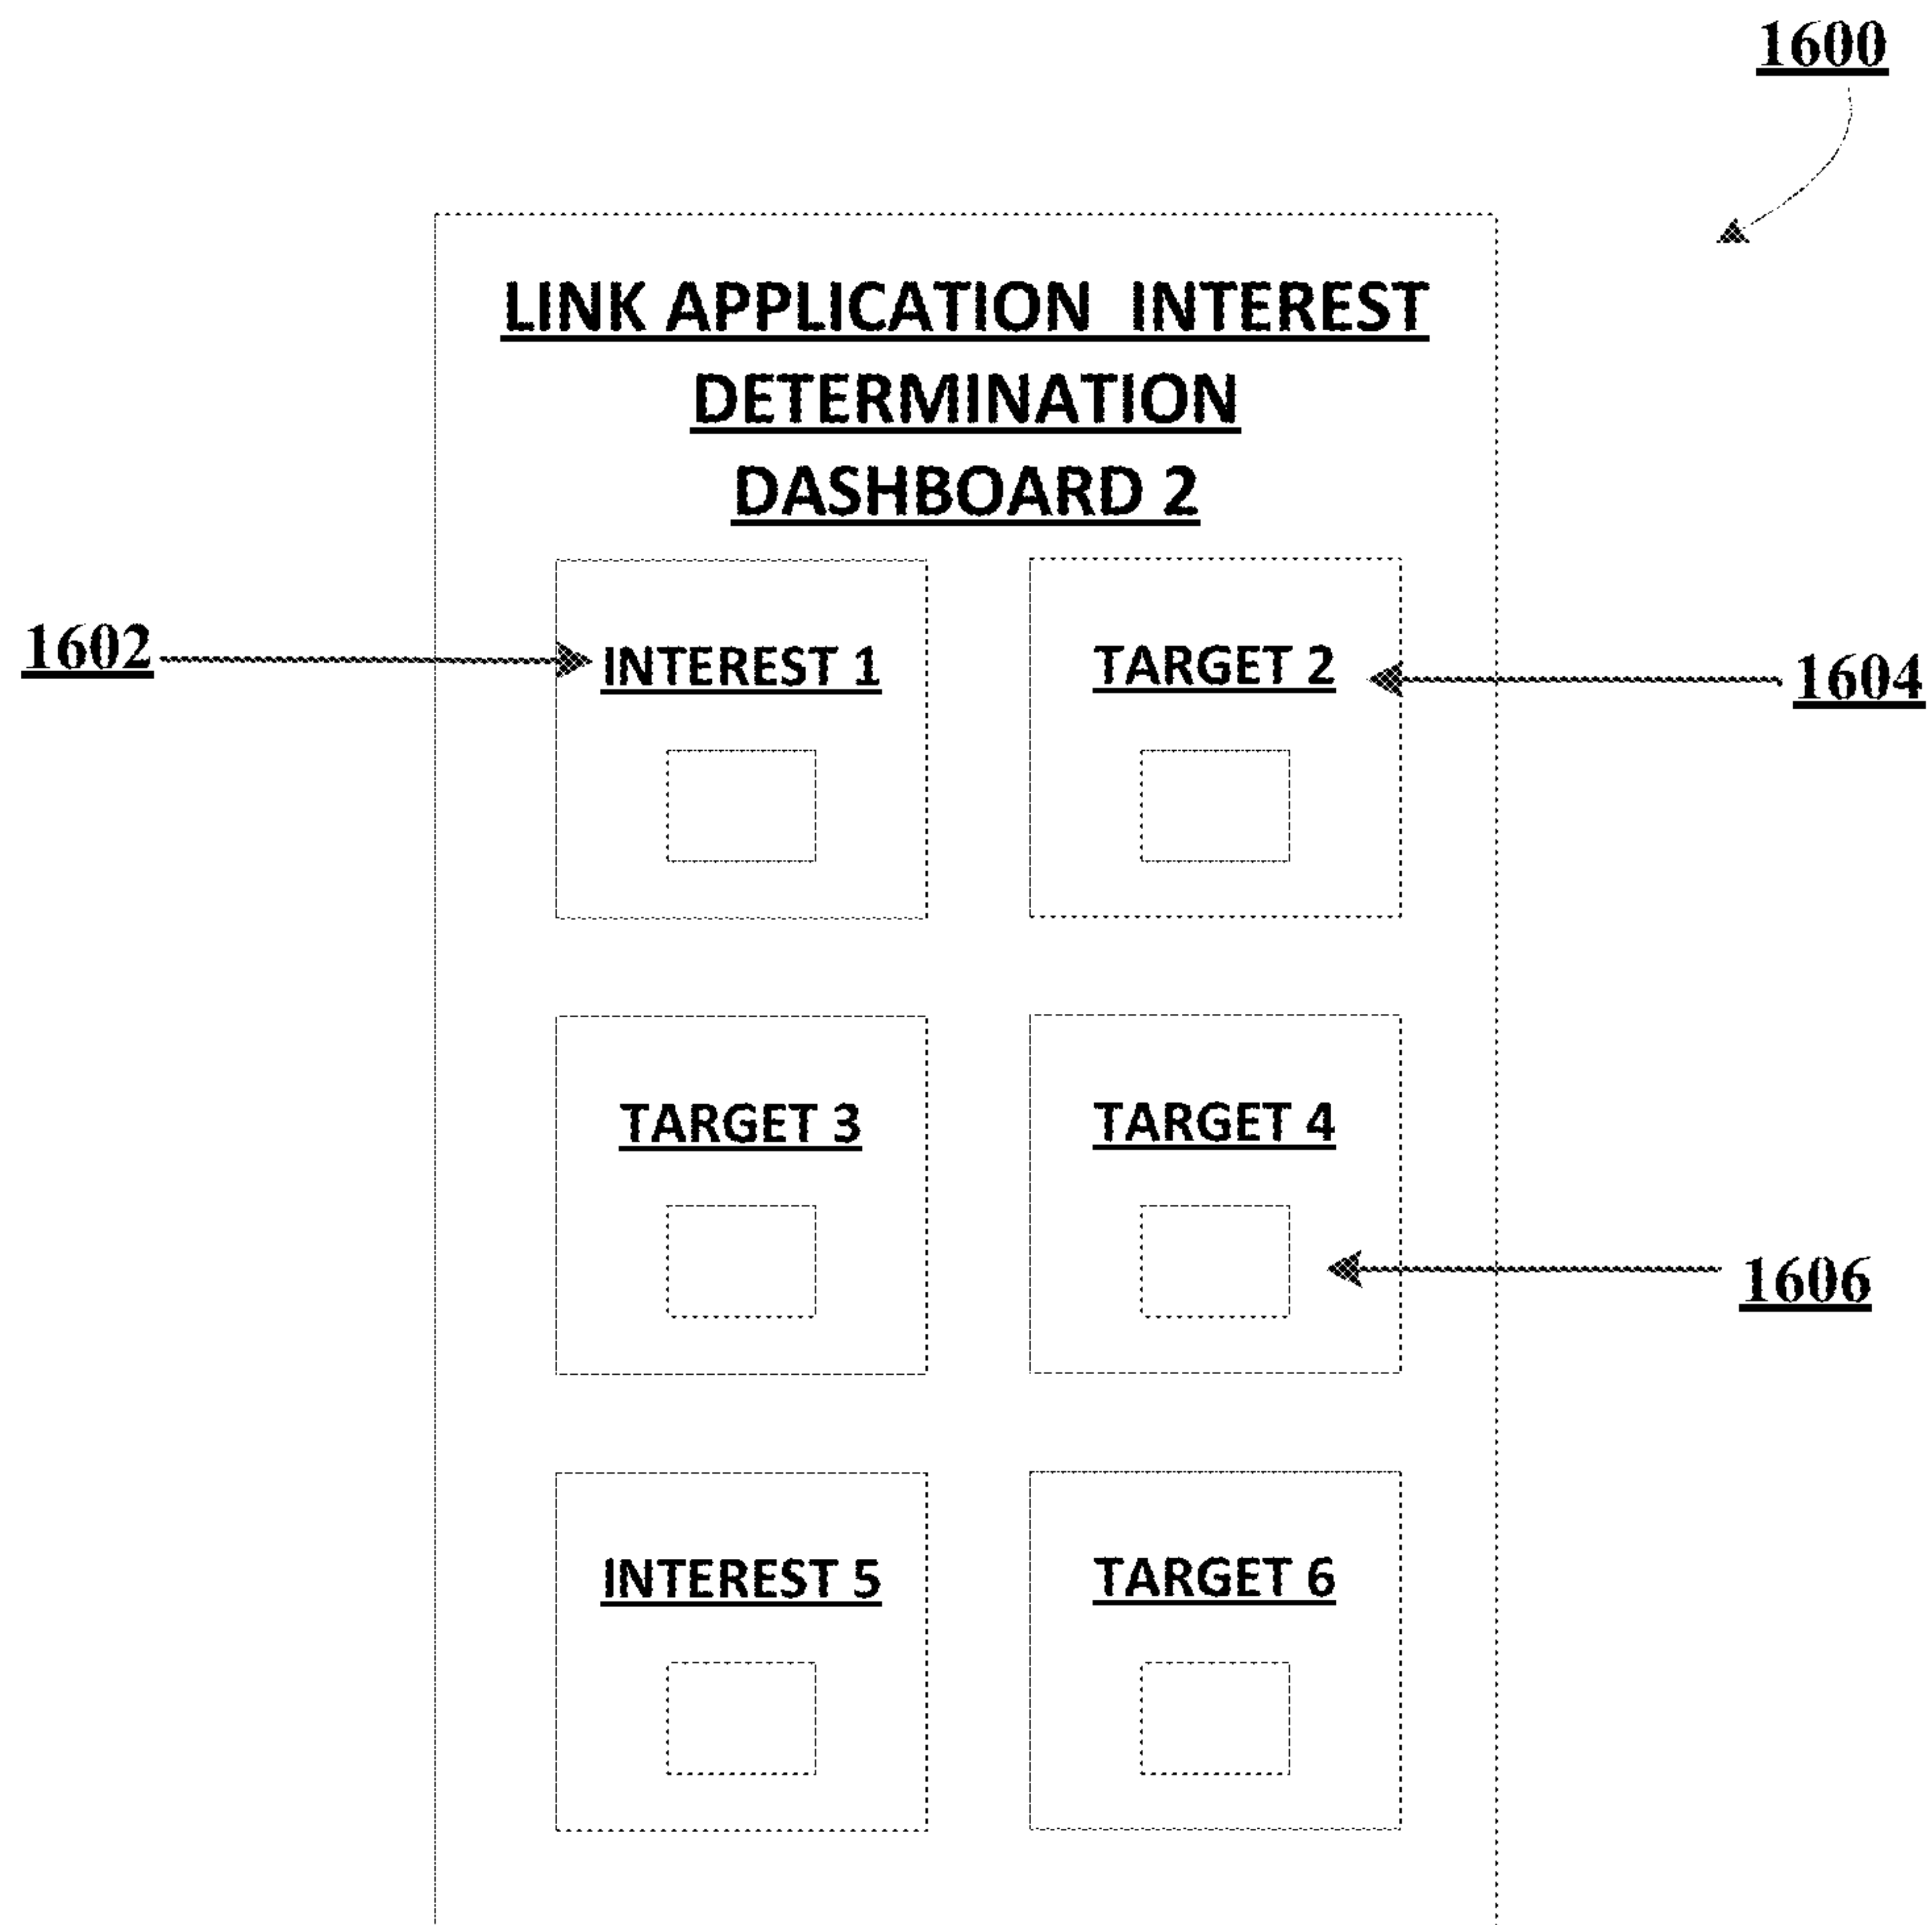 1600
LINK APPLICATION INTEREST
DETERMINATION
DASHBOARD 2
1602
INTEREST 1
TARGET 2
1604
TARGET 3
TARGET 4
1606
INTEREST 5
TARGET 6